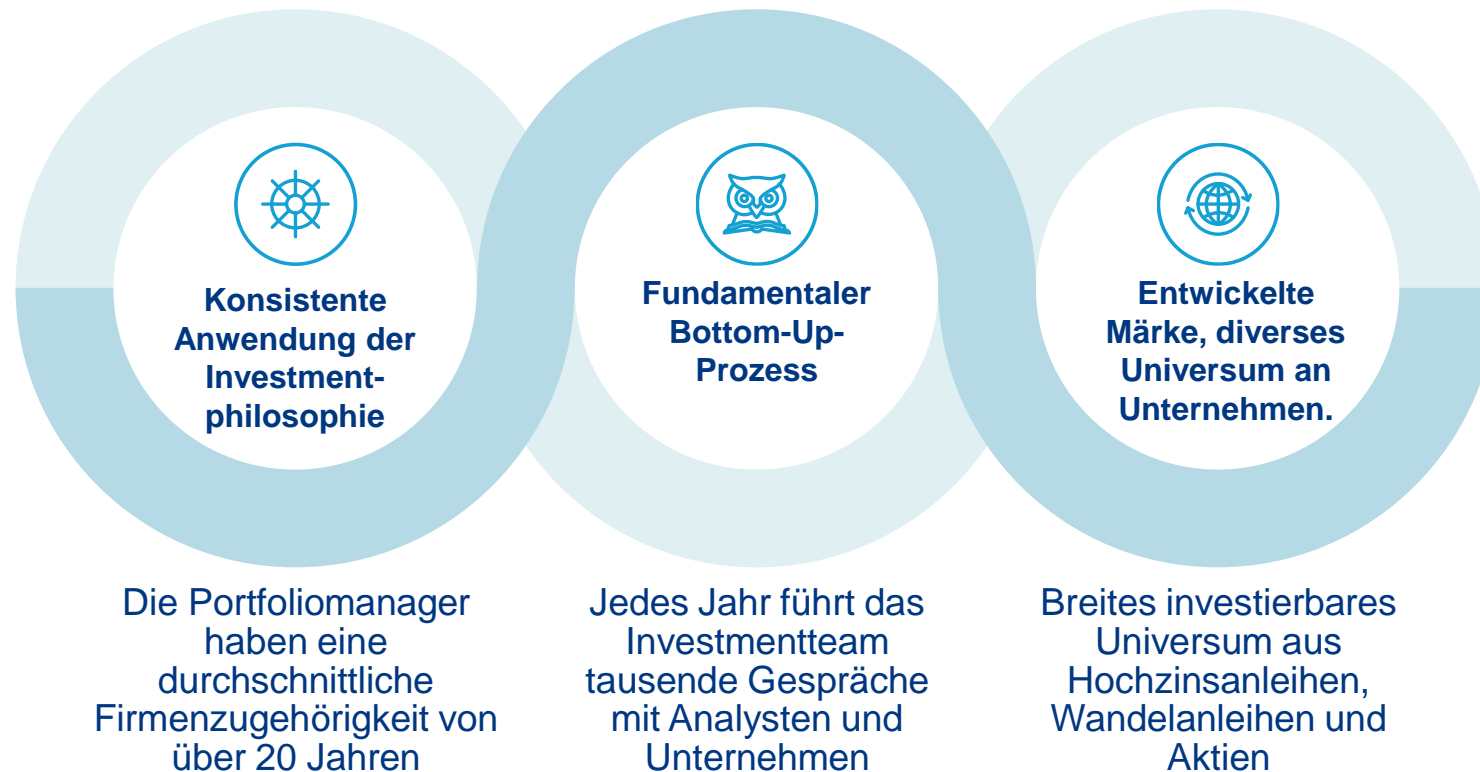 Konsistente
Anwendung der
Investment-
philosophie
Fundamentaler
Bottom-Up-
Prozess
Entwickelte
Märke, diverses
Universum an
Unternehmen.
Die Portfoliomanager
haben eine
durchschnittliche
Firmenzugehörigkeit von
über 20 Jahren
Jedes Jahr führt das
Investmentteam
tausende Gespräche
mit Analysten und
Unternehmen
Breites investierbares
Universum aus
Hochzinsanleihen,
Wandelanleihen und
Aktien